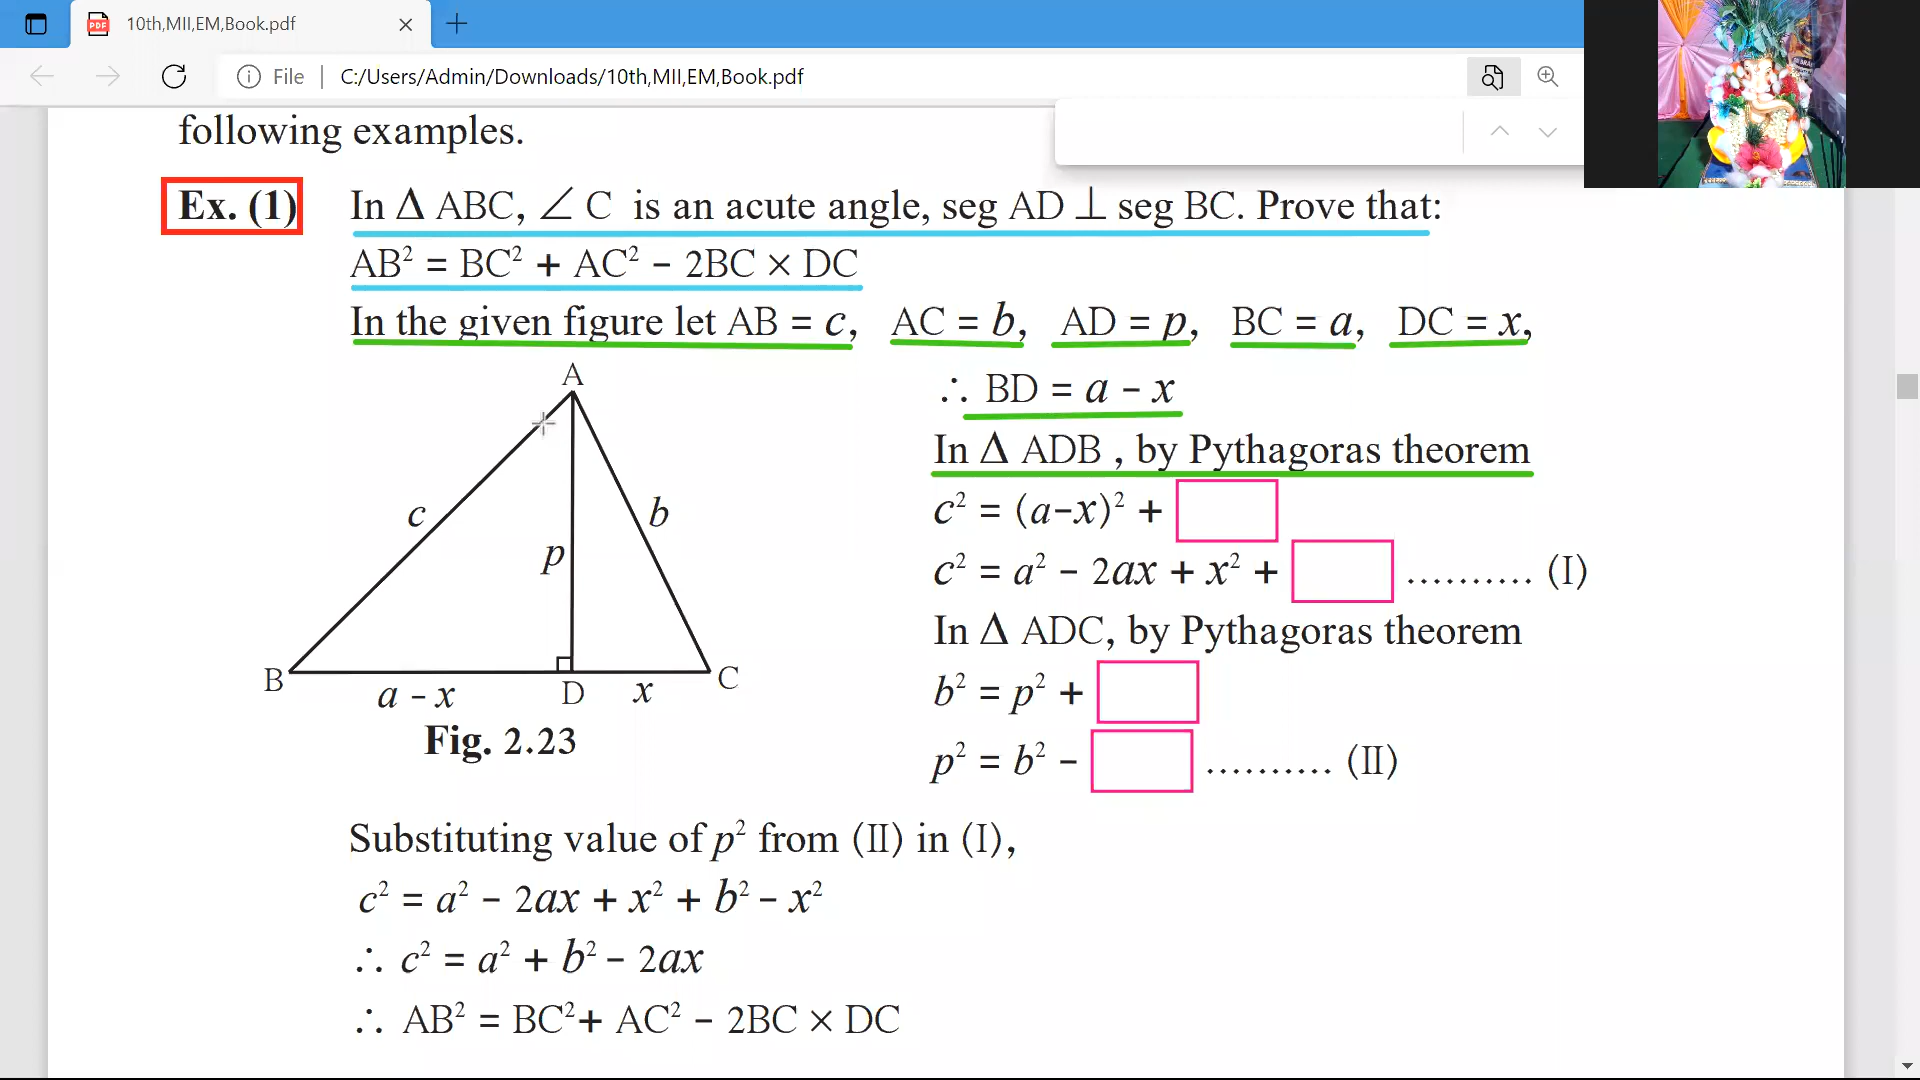 10th,MII,EM,Book.pdf
File | C:/Users/Admin/Downloads/10th,MII,EM,Book.pdf
following examples.
Ex. (1) In Δ ABC, ∠ C is an acute angle, seg AD ⊥ seg BC. Prove that:
AB² = BC² + AC² − 2BC × DC
In the given figure let AB = c, AC = b, AD = p, BC = a, DC = x,
∴ BD = a − x
In Δ ADB , by Pythagoras theorem
c² = (a−x)² +
c² = a² − 2ax + x² + .......... (I)
In Δ ADC, by Pythagoras theorem
b² = p² +
p² = b² − .......... (II)
A
c
b
p
B
a − x
D
x
C
Fig. 2.23
Substituting value of p² from (II) in (I),
c² = a² − 2ax + x² + b² − x²
∴ c² = a² + b² − 2ax
∴ AB² = BC²+ AC² − 2BC × DC